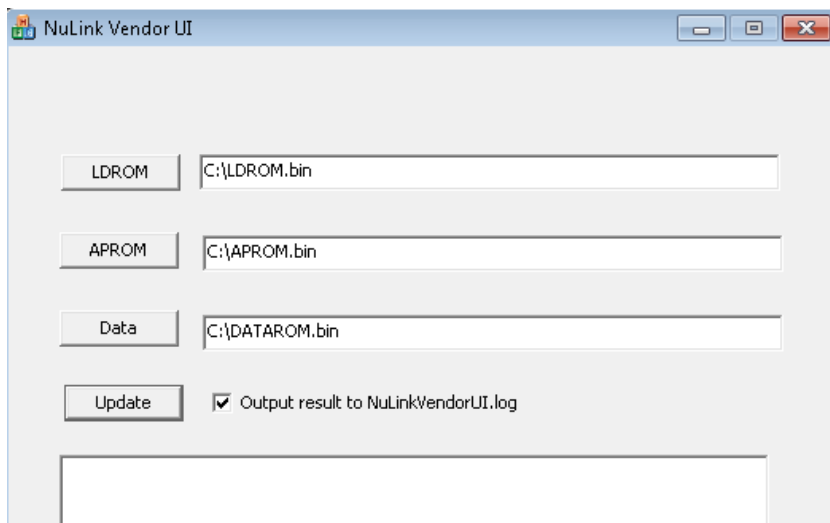 NuLink Vendor UI
LDROM C:\LDROM.bin
APROM C:\APROM.bin
Data C:\DATAROM.bin
Update Output result to NuLinkVendorUI.log